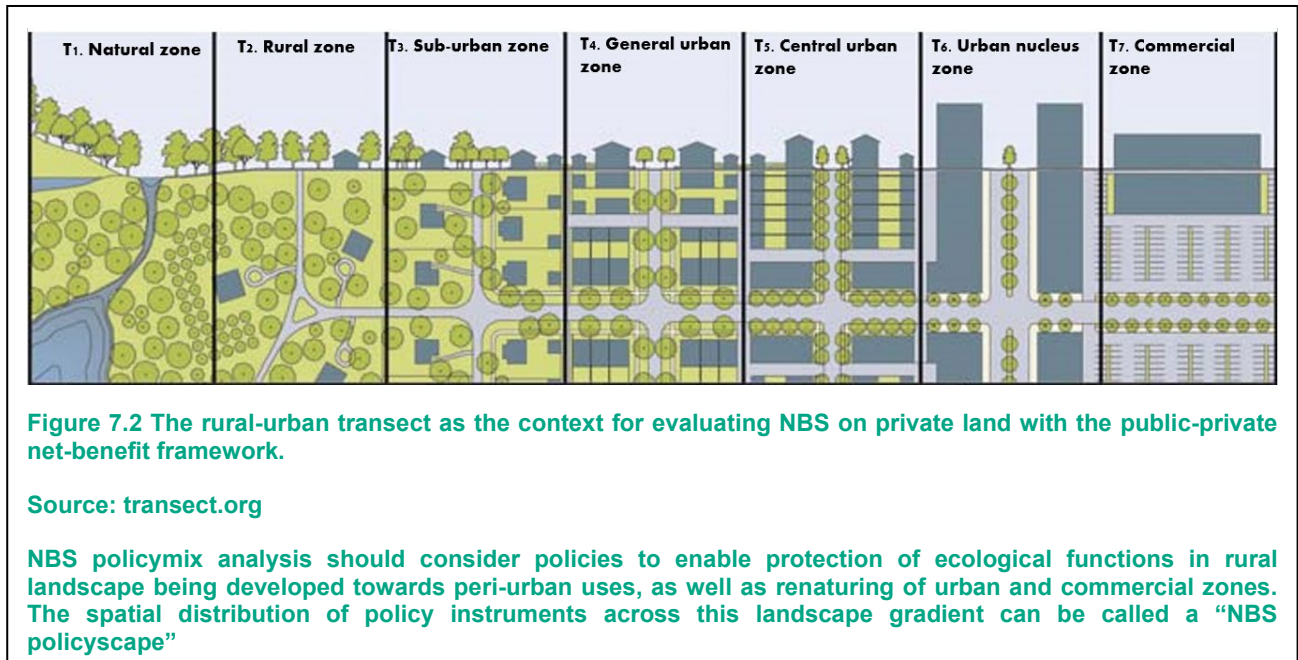 T1. Natural zone
T2. Rural zone
T3. Sub-urban zone
T4. General urban
zone
T5. Central urban
zone
T6. Urban nucleus
zone
T7. Commercial
zone
Figure 7.2 The rural-urban transect as the context for evaluating NBS on private land with the public-private
net-benefit framework.
Source: transect.org
NBS policymix analysis should consider policies to enable protection of ecological functions in rural
landscape being developed towards peri-urban uses, as well as renaturing of urban and commercial zones.
The spatial distribution of policy instruments across this landscape gradient can be called a “NBS
policyscape”